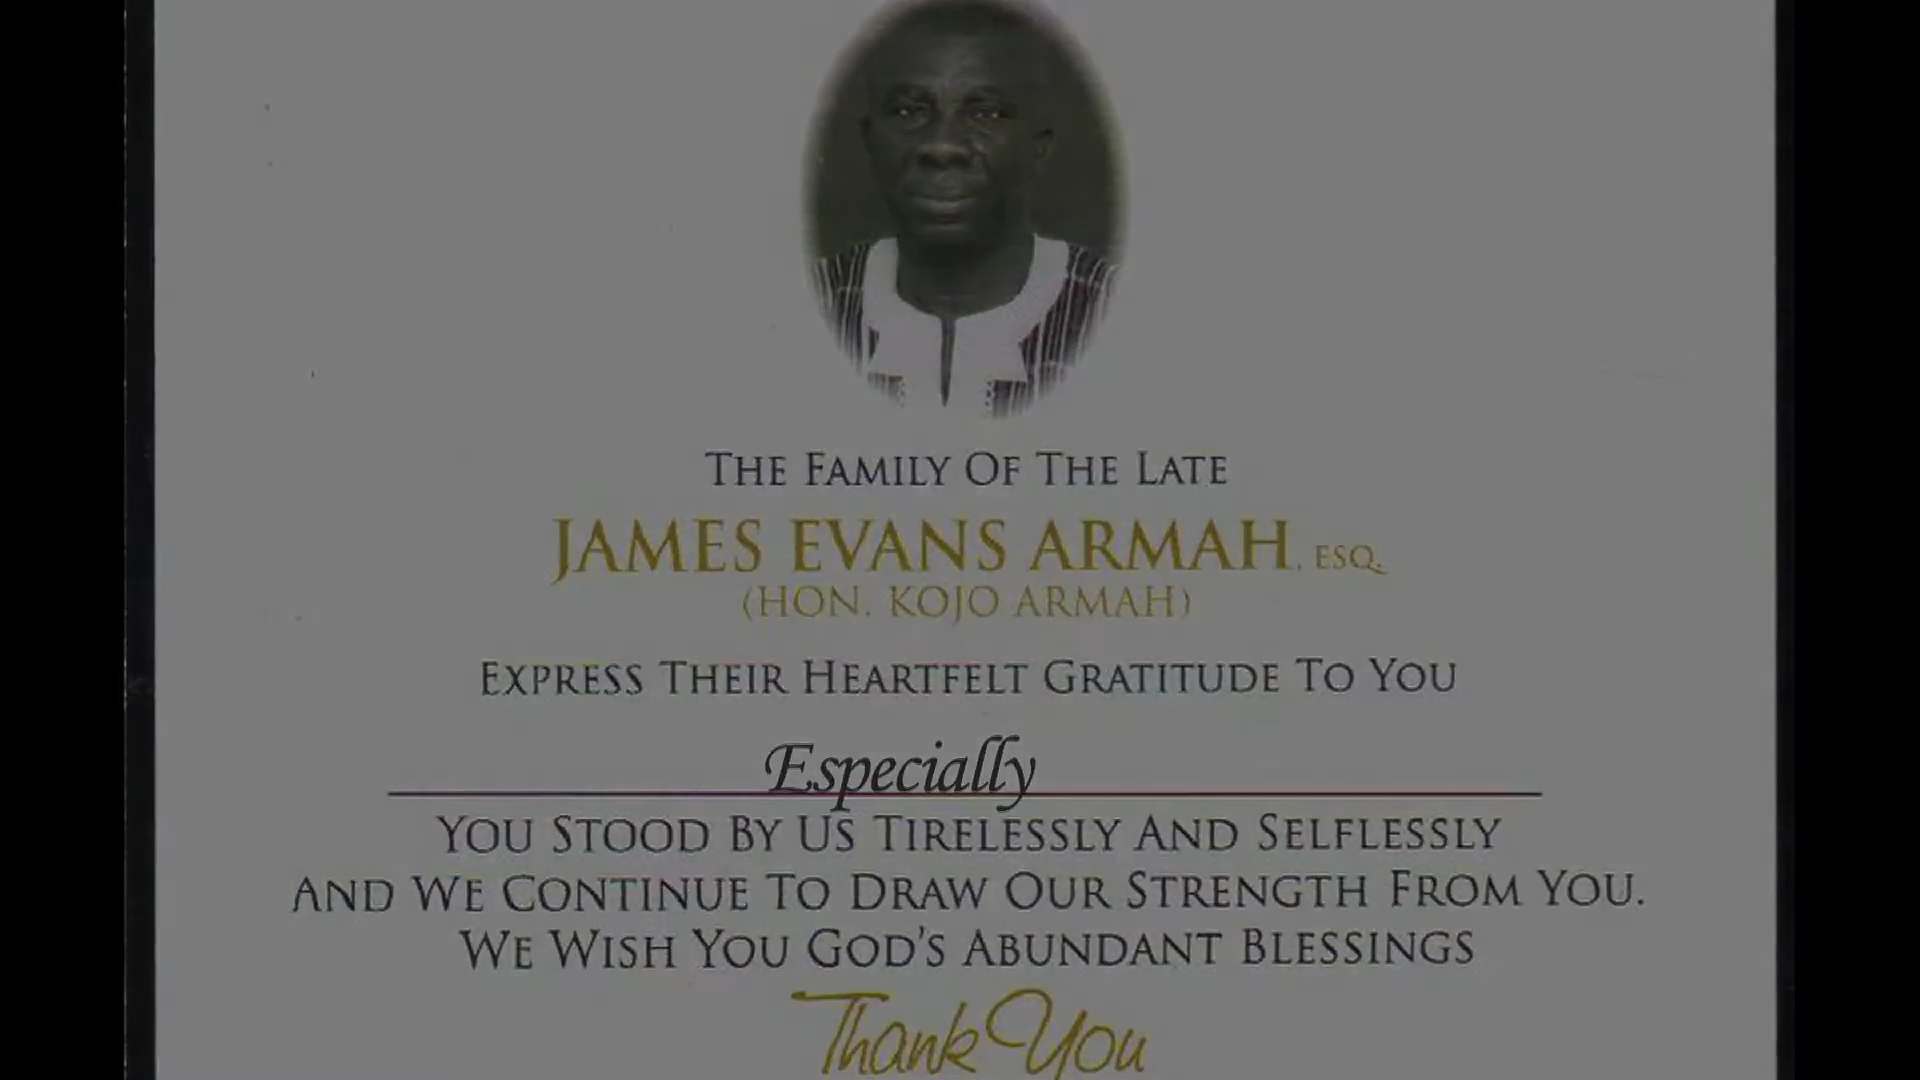 THE FAMILY OF THE LATE
JAMES EVANS ARMAH, ESQ.
(HON. KOJO ARMAH)
EXPRESS THEIR HEARTFELT GRATITUDE TO YOU
Especially
YOU STOOD BY US TIRELESSLY AND SELFLESSLY
AND WE CONTINUE TO DRAW OUR STRENGTH FROM YOU.
WE WISH YOU GOD'S ABUNDANT BLESSINGS
Thank You